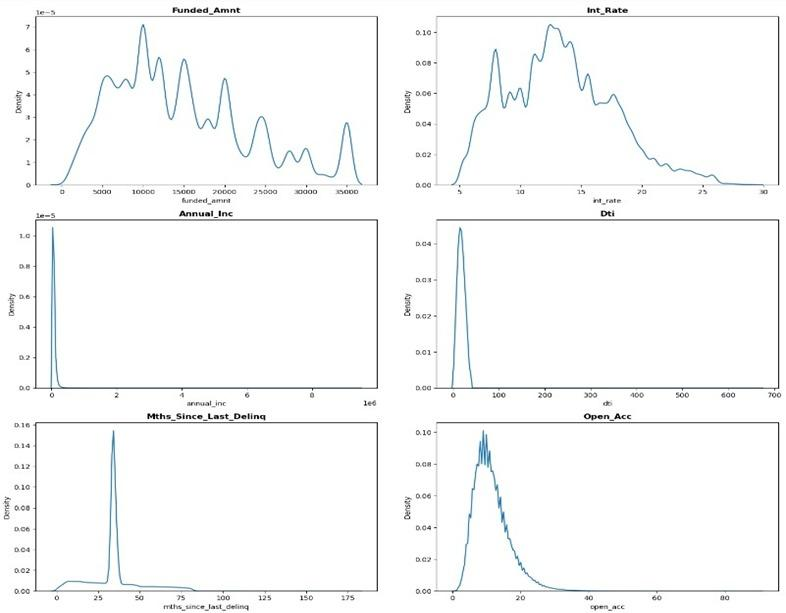 Funded_Amnt
1e−5
7
6
5
4
3
2
1
0
Density
0 5000 10000 15000 20000 25000 30000 35000
funded_amnt
Int_Rate
0.10
0.08
0.06
0.04
0.02
0.00
Density
5 10 15 20 25 30
int_rate
Annual_Inc
1e−5
1.0
0.8
0.6
0.4
0.2
0.0
Density
0 2 4 6 8
1e6
annual_inc
Dti
0.04
0.03
0.02
0.01
0.00
Density
0 100 200 300 400 500 600 700
dti
Mths_Since_Last_Delinq
0.16
0.14
0.12
0.10
0.08
0.06
0.04
0.02
0.00
Density
0 25 50 75 100 125 150 175
mths_since_last_delinq
Open_Acc
0.10
0.08
0.06
0.04
0.02
0.00
Density
0 20 40 60 80
open_acc